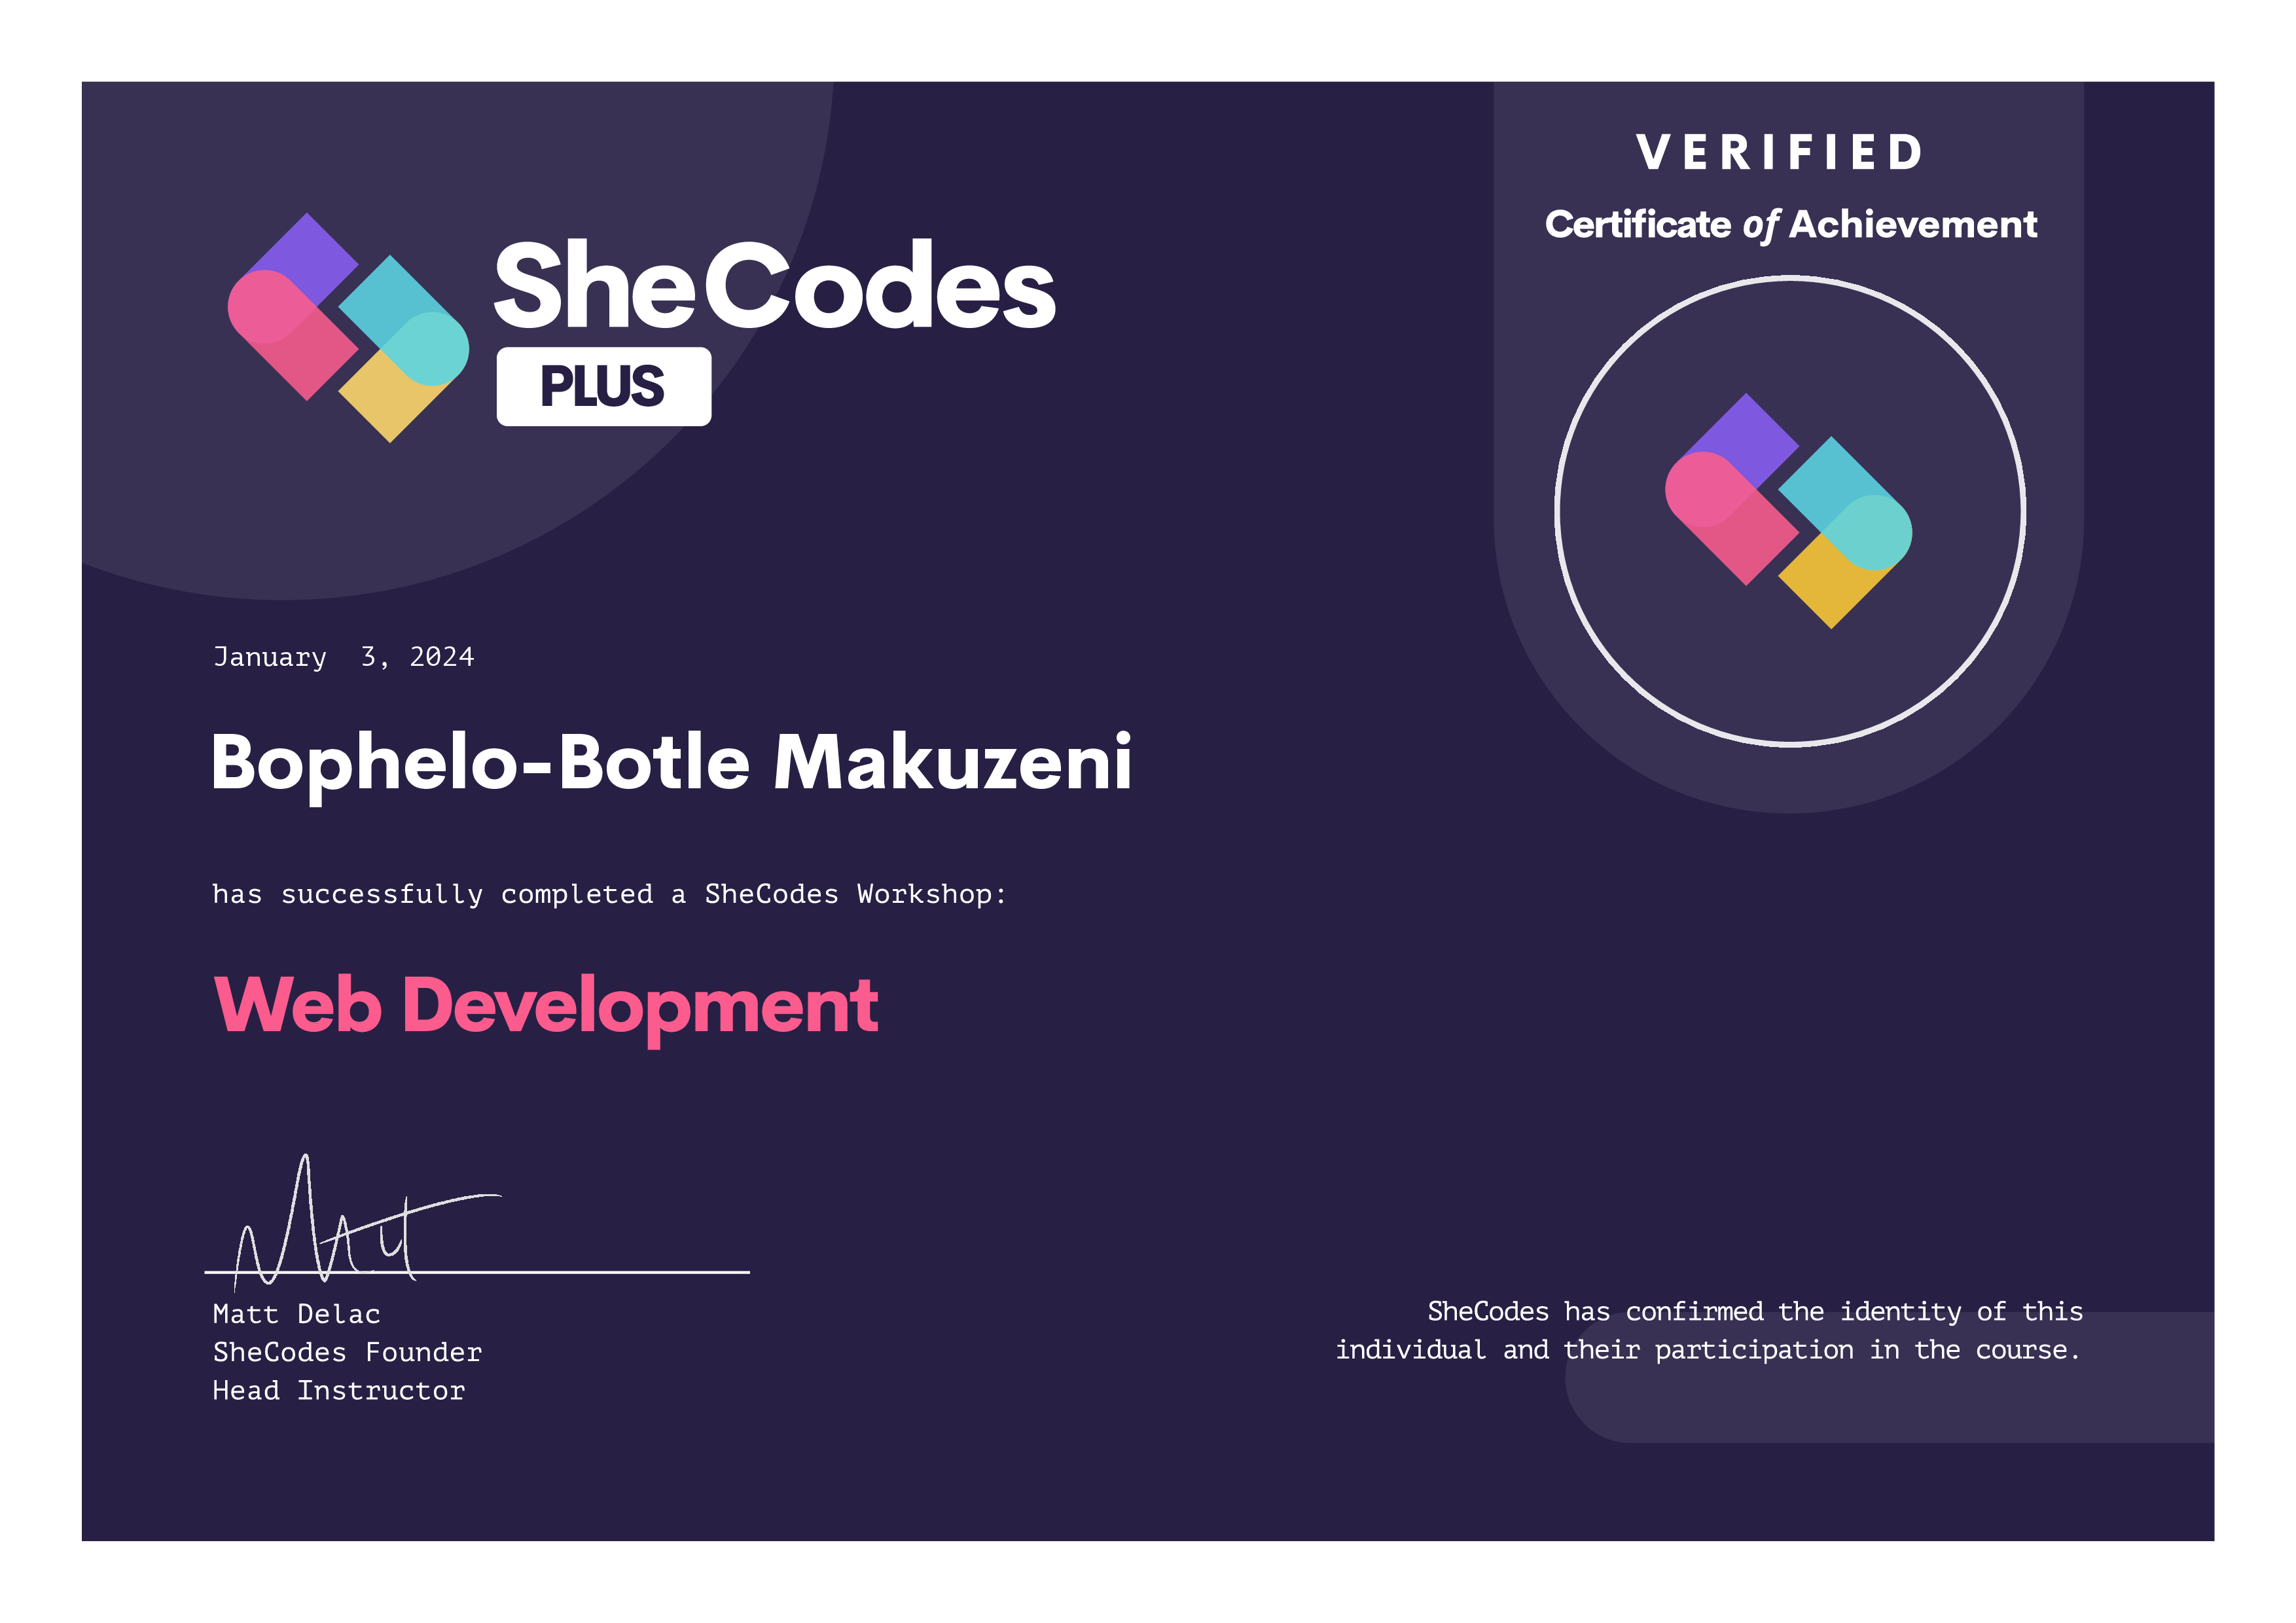 SheCodes
PLUS
VERIFIED
Certificate of Achievement
January  3, 2024
Bophelo-Botle Makuzeni
has successfully completed a SheCodes Workshop:
Web Development
Matt
Matt Delac
SheCodes Founder
Head Instructor
SheCodes has confirmed the identity of this
individual and their participation in the course.